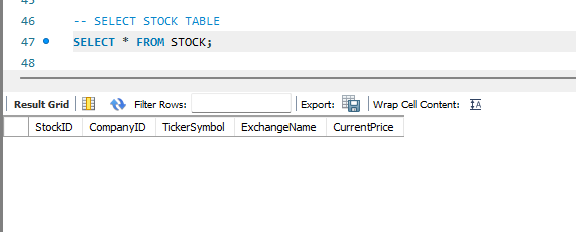 46 -- SELECT STOCK TABLE
47 SELECT * FROM STOCK;
48
Result Grid Filter Rows: Export: Wrap Cell Content:
StockID CompanyID TickerSymbol ExchangeName CurrentPrice